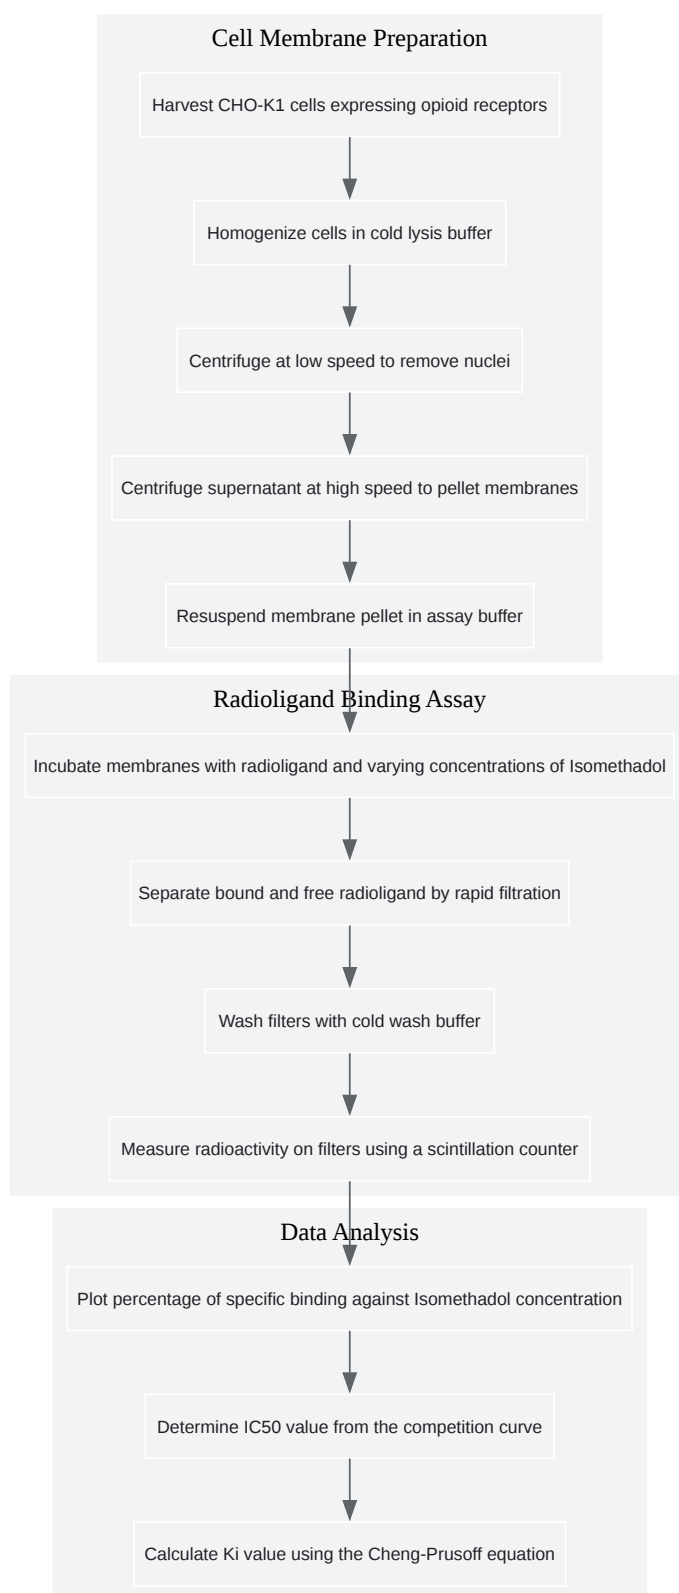 Cell Membrane Preparation
Harvest CHO-K1 cells expressing opioid receptors
Homogenize cells in cold lysis buffer
Centrifuge at low speed to remove nuclei
Centrifuge supernatant at high speed to pellet membranes
Resuspend membrane pellet in assay buffer
Radioligand Binding Assay
Incubate membranes with radioligand and varying concentrations of Isomethadol
Separate bound and free radioligand by rapid filtration
Wash filters with cold wash buffer
Measure radioactivity on filters using a scintillation counter
Data Analysis
Plot percentage of specific binding against Isomethadol concentration
Determine IC50 value from the competition curve
Calculate Ki value using the Cheng-Prusoff equation